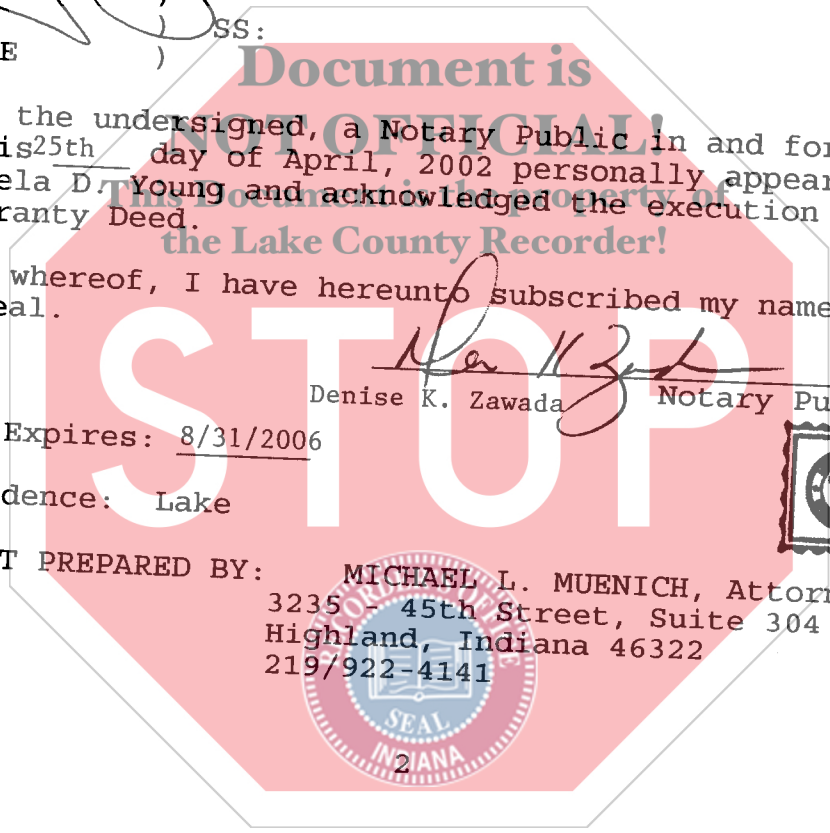 ) SS:
E )
Document is
the undersigned, a Notary Public in and for
NOT OFFICIAL!
is 25th day of April, 2002 personally appear
ela D. Young and acknowledged the execution
This Document is the property of
ranty Deed.
the Lake County Recorder!
whereof, I have hereunto subscribed my name
eal.
STOP
Denise K. Zawada Notary Pu
Expires: 8/31/2006
dence: Lake
T PREPARED BY: MICHAEL L. MUENICH, Attorn
3235 - 45th Street, Suite 304
Highland, Indiana 46322
219/922-4141
RECORDERS OFFICE
SEAL
INDIANA
2